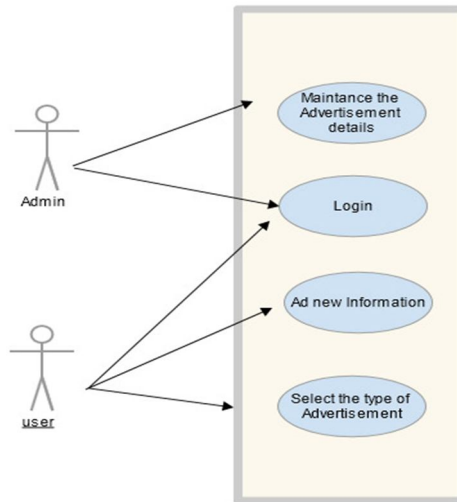 Maintance the
Advertisement
details
Admin
Login
Ad new Information
user
Select the type of
Advertisement